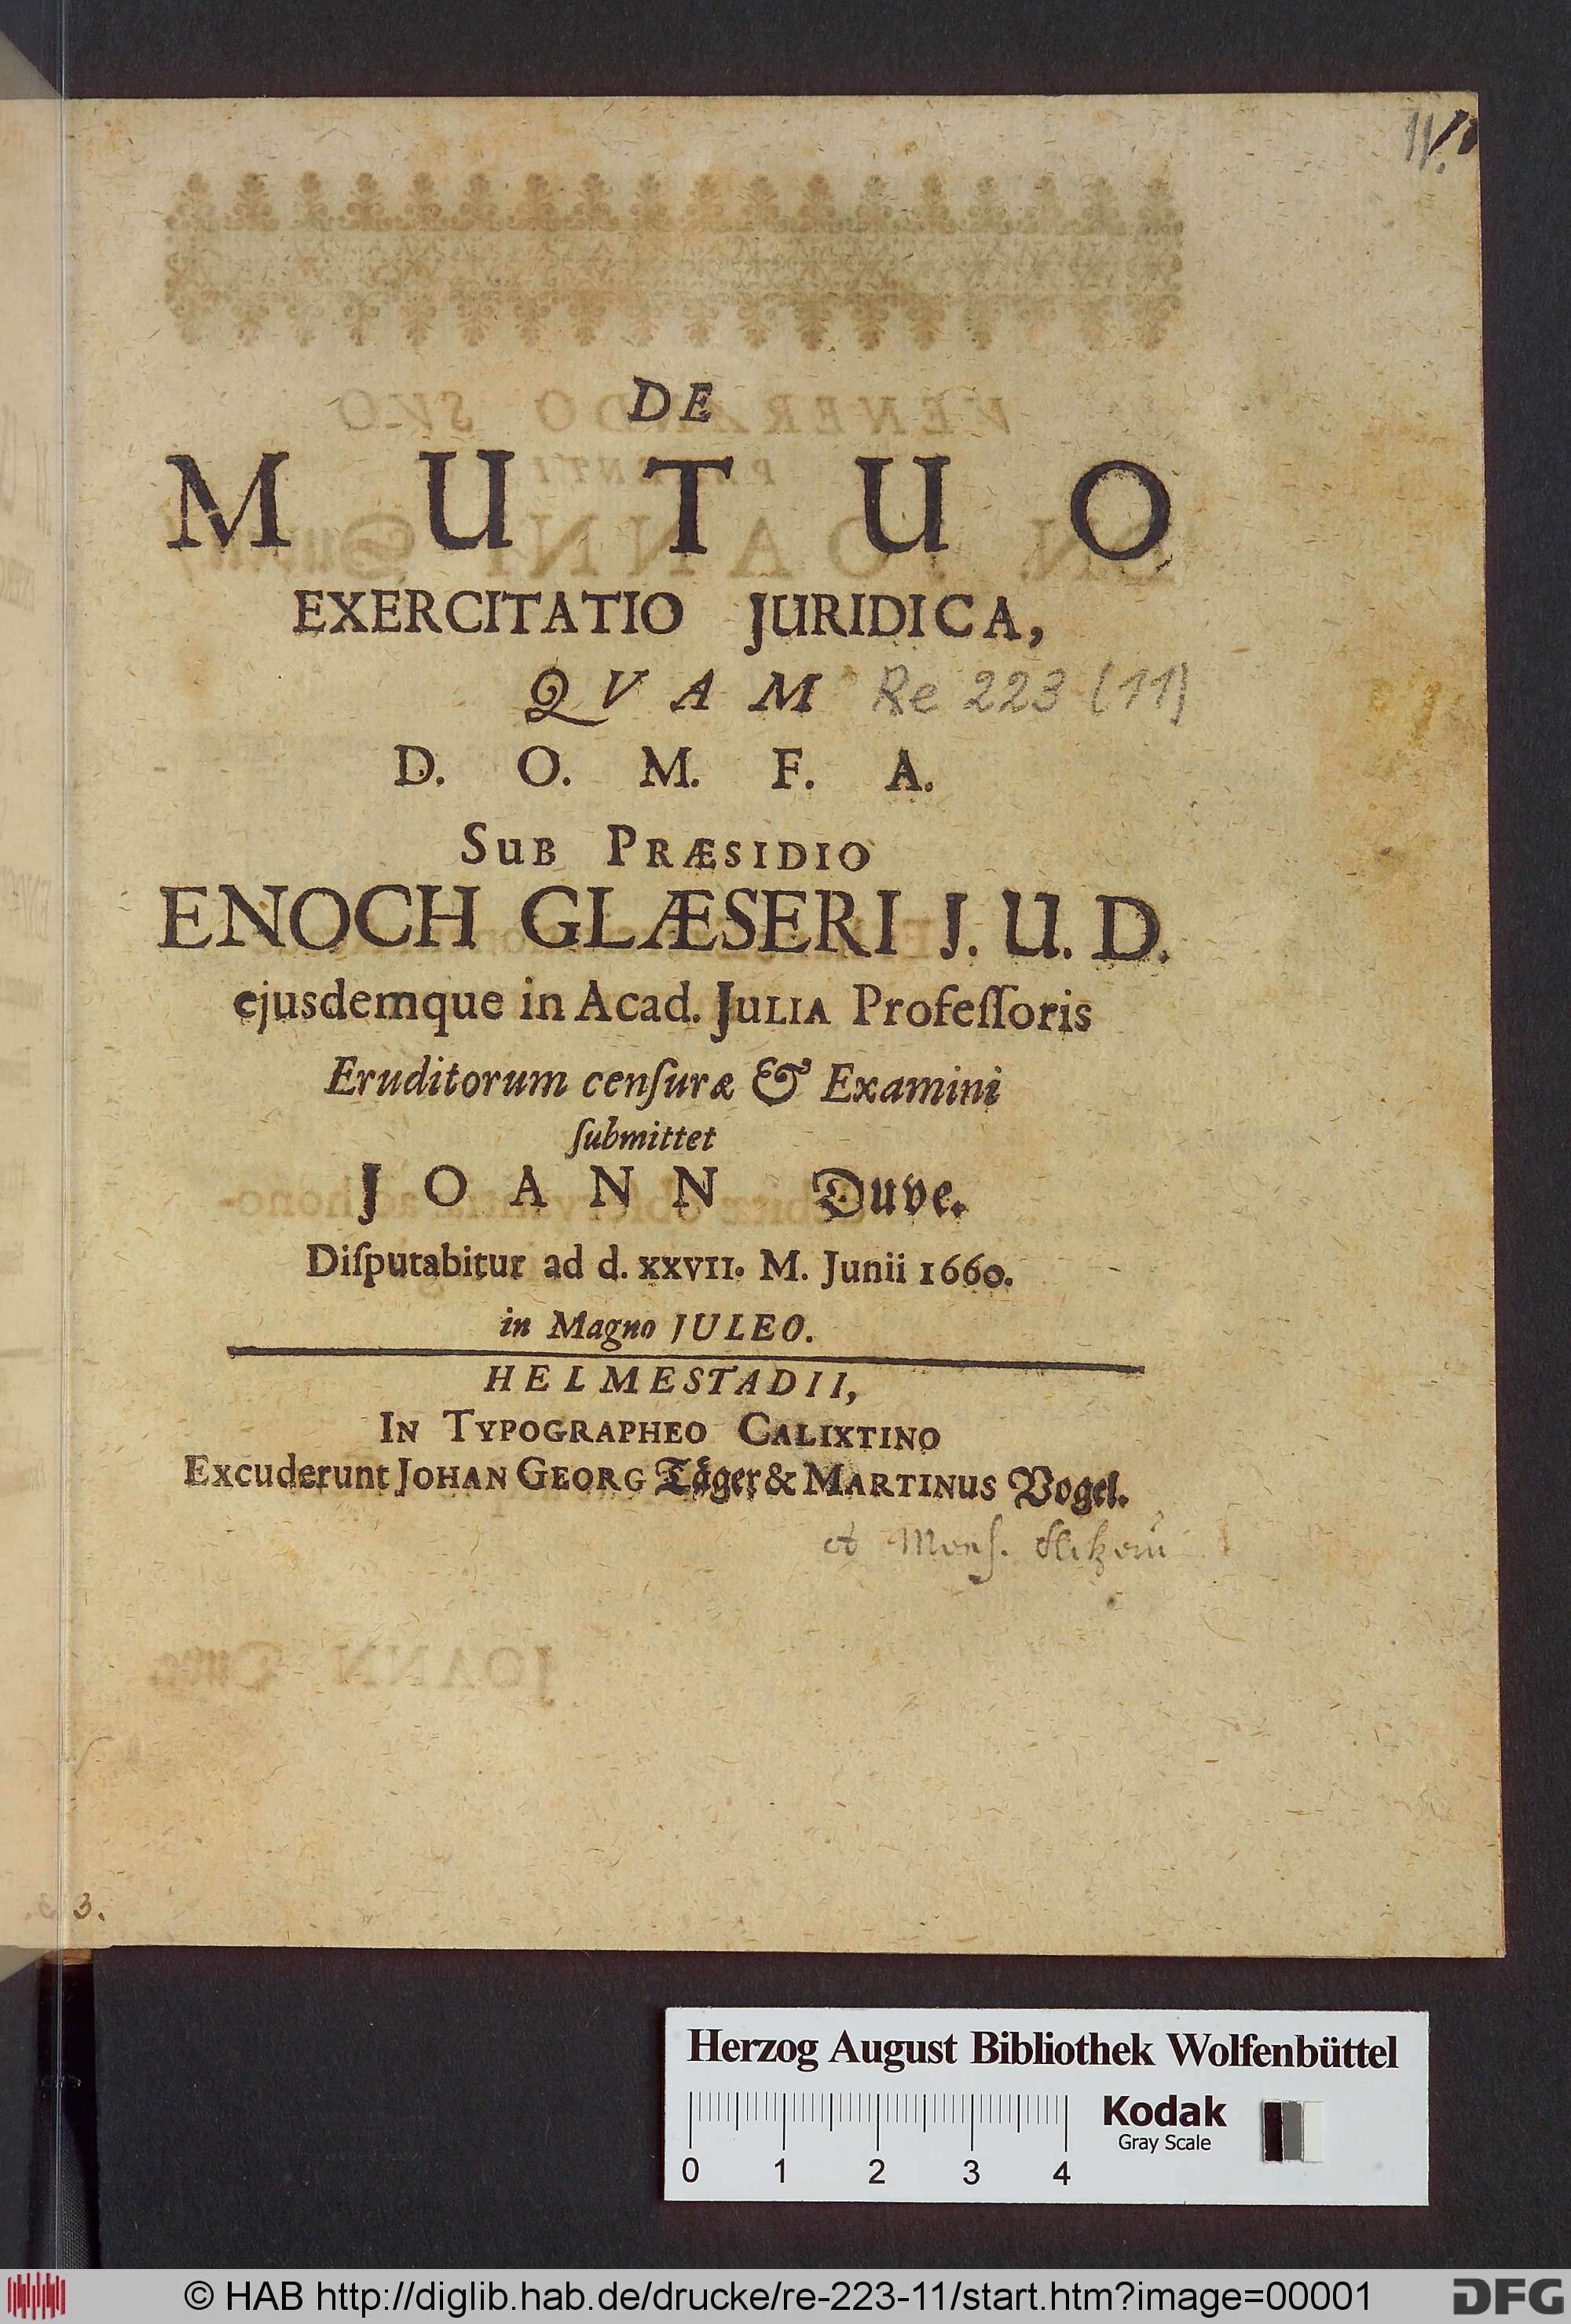 11.
DE
MUTUO
EXERCITATIO JURIDICA,
QVAM Re 223 (11)
D. O. M. F. A.
SUB PRÆSIDIO
ENOCH GLÆSERI J. U. D.
ejusdemque in Acad. JULIA Profeſſoris
Eruditorum cenſuræ & Examini
ſubmittet
JOANN Duve.
Diſputabitur ad d. XXVII. M. Junii 1660.
in Magno JULEO.
HELMESTADII,
IN TYPOGRAPHEO CALIXTINO
Excuderunt JOHAN GEORG Täger & MARTINUS Vogel.
3.
Herzog August Bibliothek Wolfenbüttel
Kodak
Gray Scale
0 1 2 3 4
© HAB http://diglib.hab.de/drucke/re-223-11/start.htm?image=00001
DFG